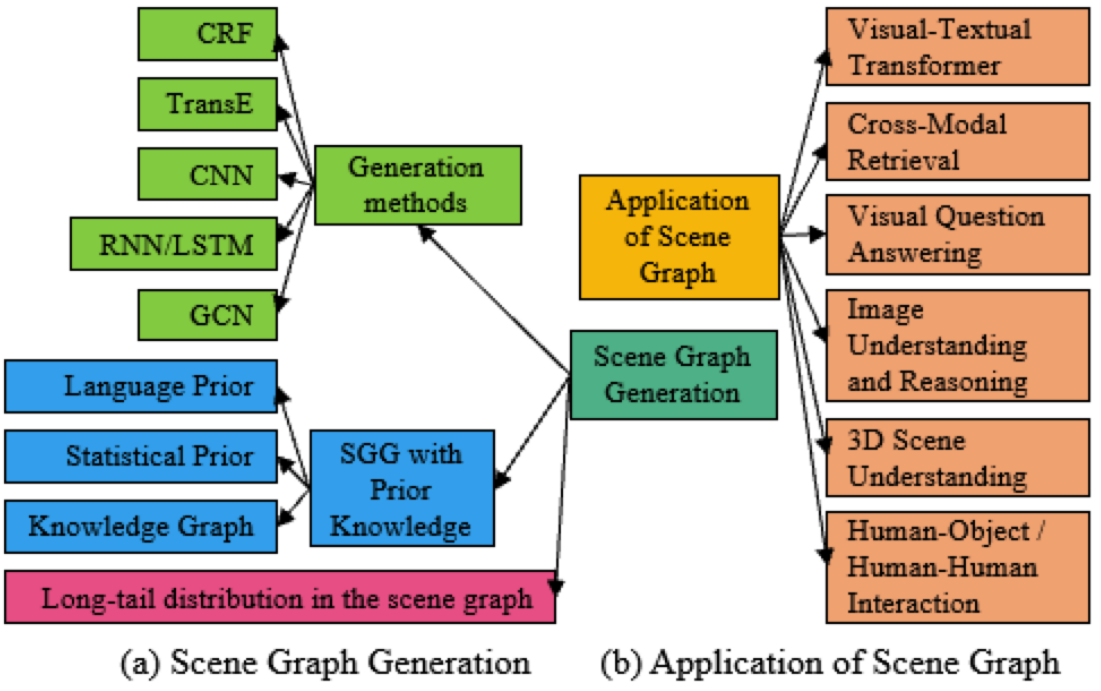 CRF
TransE
CNN
RNN/LSTM
GCN
Generation
methods
Language Prior
Statistical Prior
Knowledge Graph
SGG with
Prior
Knowledge
Long-tail distribution in the scene graph
Scene Graph
Generation
(a) Scene Graph Generation
Application
of Scene
Graph
Visual-Textual
Transformer
Cross-Modal
Retrieval
Visual Question
Answering
Image
Understanding
and Reasoning
3D Scene
Understanding
Human-Object /
Human-Human
Interaction
(b) Application of Scene Graph